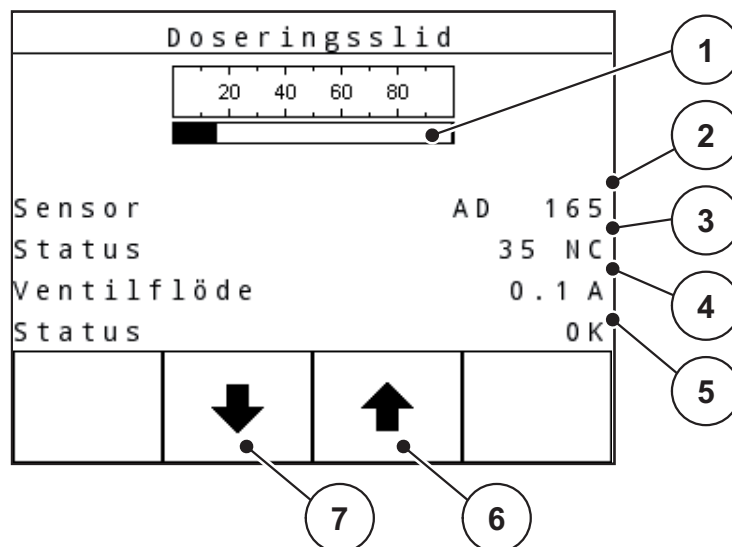 Doseringsslid
20 40 60 80
Sensor AD 165
Status 35 NC
Ventilflöde 0.1 A
Status OK
1
2
3
4
5
7 6